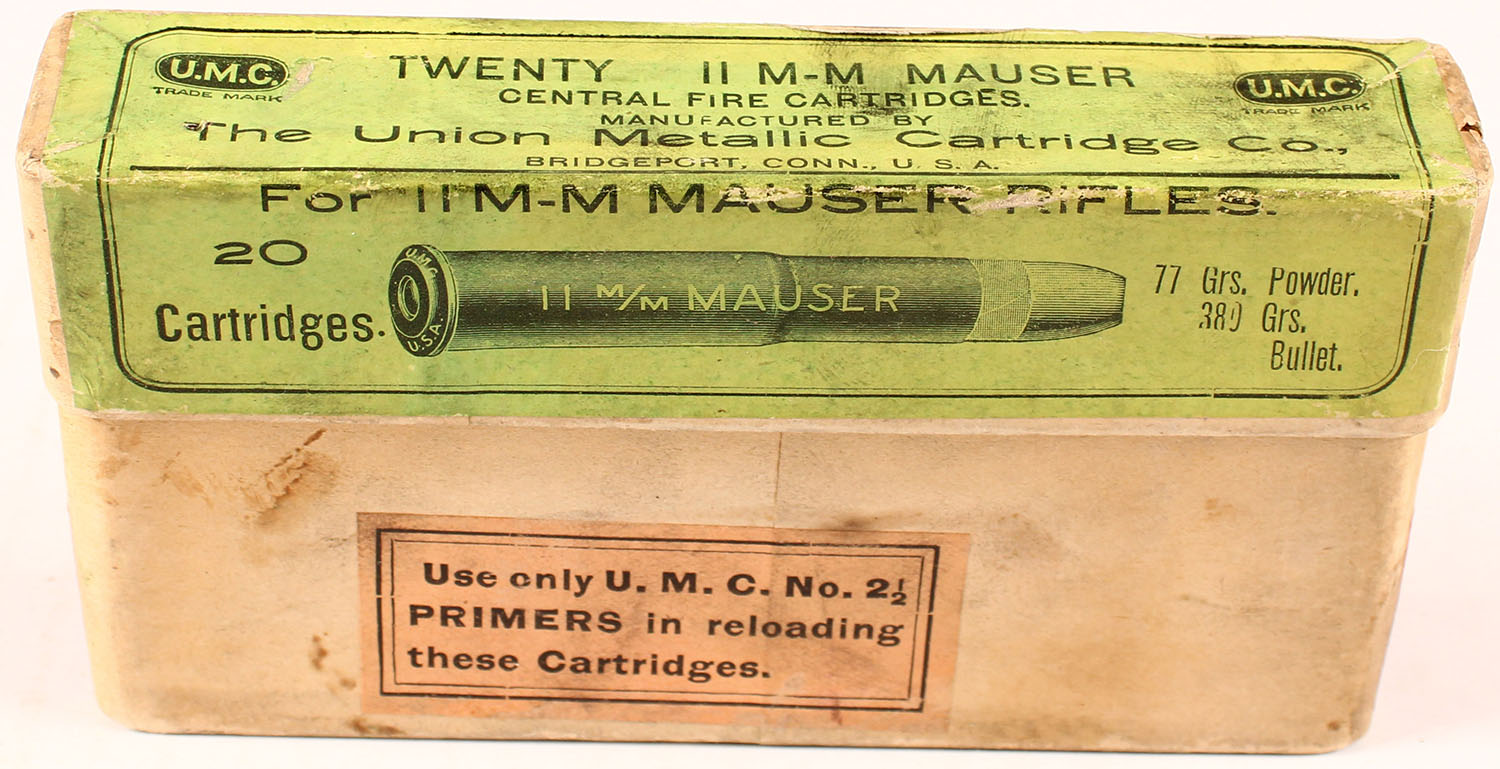 U.M.C.
TRADE MARK
TWENTY 11 M-M MAUSER
CENTRAL FIRE CARTRIDGES.
MANUFACTURED BY
The Union Metallic Cartridge Co.,
BRIDGEPORT, CONN., U. S. A.
U.M.C.
TRADE MARK
For 11 M-M MAUSER RIFLES.
20
Cartridges.
U.M.C.
U.S.A.
11 M/M MAUSER
77 Grs. Powder.
380 Grs.
Bullet.
Use only U. M. C. No. 2½
PRIMERS in reloading
these Cartridges.